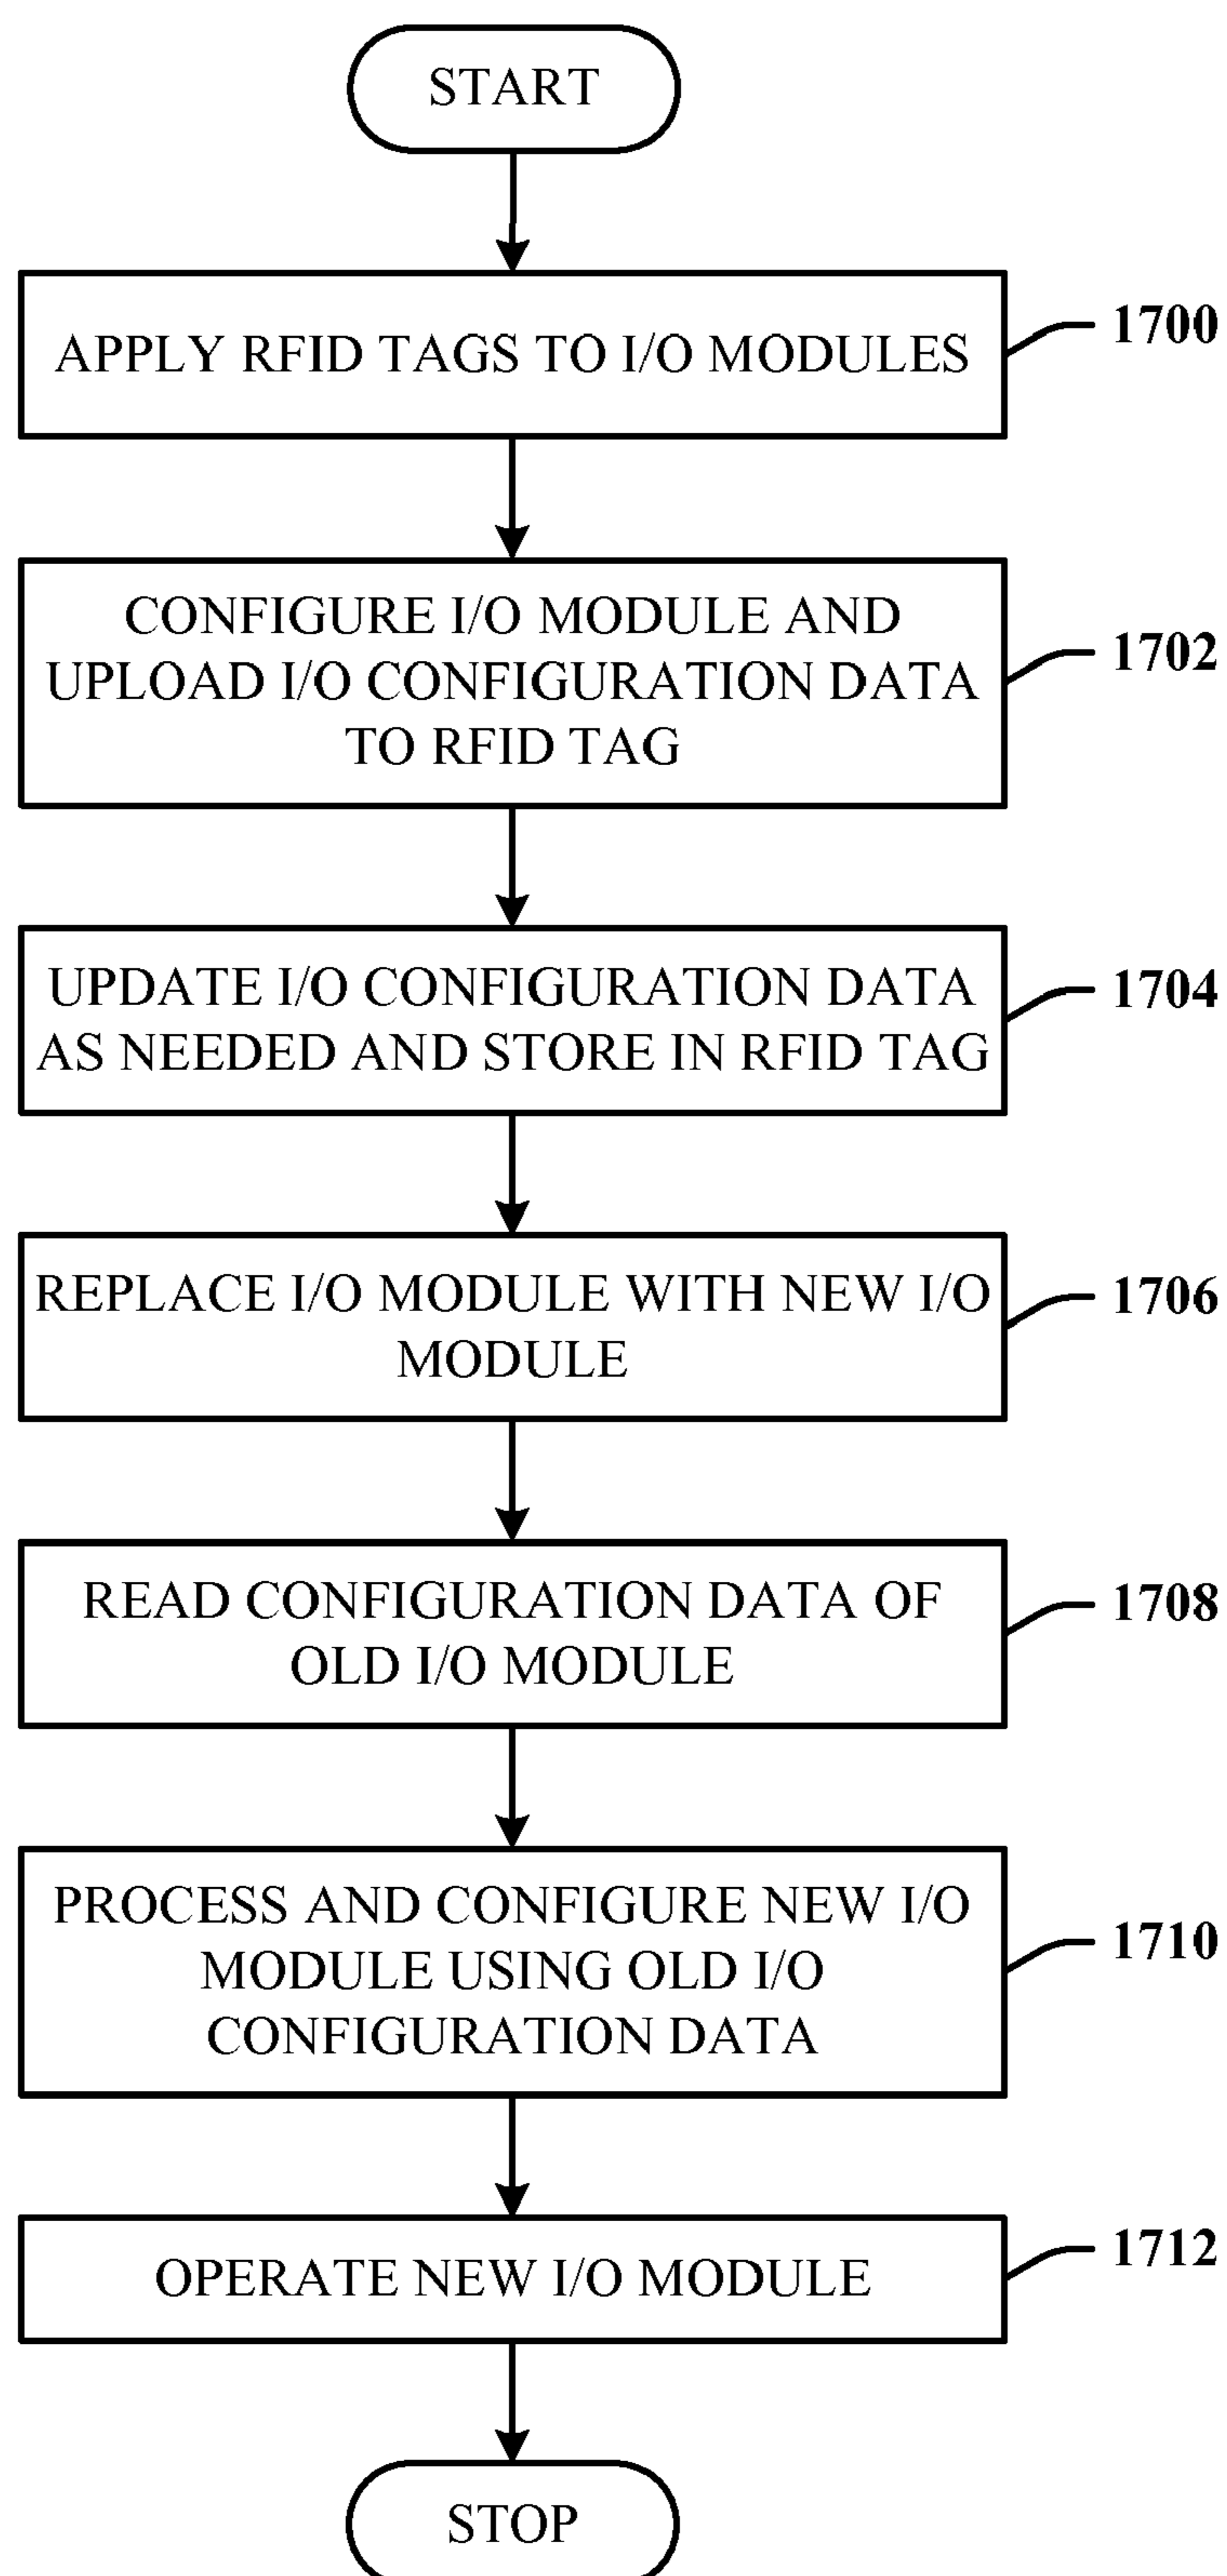 START
APPLY RFID TAGS TO I/O MODULES
1700
CONFIGURE I/O MODULE AND
UPLOAD I/O CONFIGURATION DATA
TO RFID TAG
1702
UPDATE I/O CONFIGURATION DATA
AS NEEDED AND STORE IN RFID TAG
1704
REPLACE I/O MODULE WITH NEW I/O
MODULE
1706
READ CONFIGURATION DATA OF
OLD I/O MODULE
1708
PROCESS AND CONFIGURE NEW I/O
MODULE USING OLD I/O
CONFIGURATION DATA
1710
OPERATE NEW I/O MODULE
1712
STOP